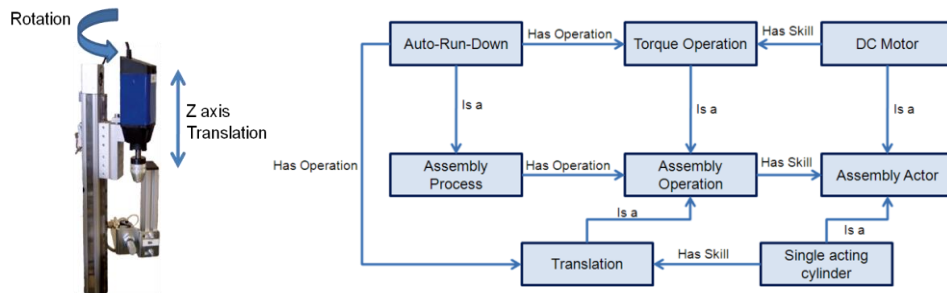 Rotation
Z axis
Translation
Auto-Run-Down
Has Operation
Torque Operation
Has Skill
DC Motor
Is a
Is a
Is a
Has Operation
Assembly
Process
Has Operation
Assembly
Operation
Has Skill
Assembly Actor
Is a
Is a
Translation
Has Skill
Single acting
cylinder